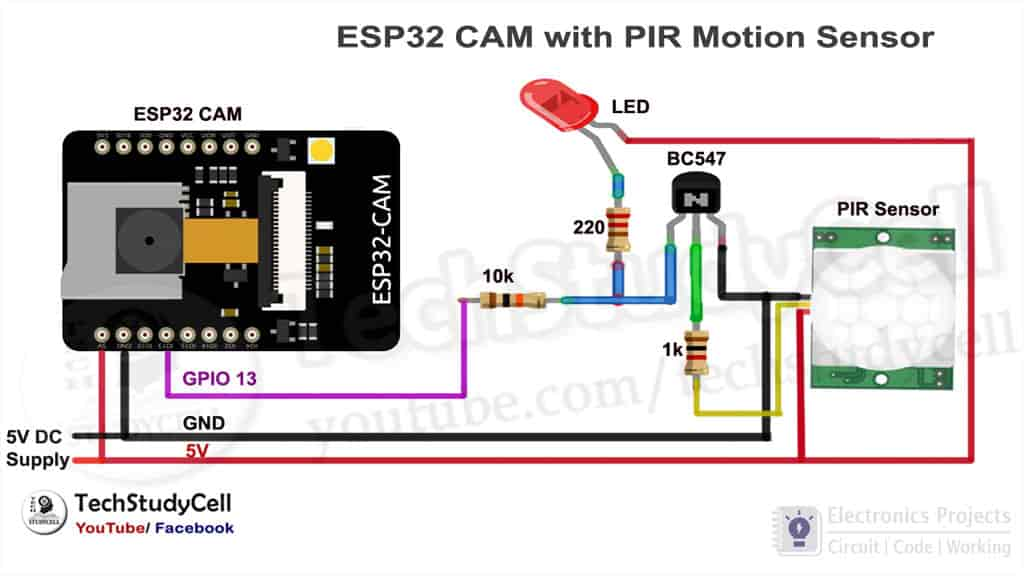 ESP32 CAM with PIR Motion Sensor
ESP32 CAM
LED
BC547
PIR Sensor
220
ESP32-CAM
10k
1k
GPIO 13
GND
5V DC
Supply
5V
TechStudyCell
youtube.com/techstudycell
TechStudyCell
YouTube/ Facebook
Electronics Projects
Circuit | Code | Working